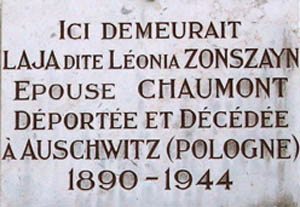 ICI DEMEURAIT
LAJA DITE LÉONIA ZONSZAYN
EPOUSE CHAUMONT
DÉPORTÉE ET DÉCÉDÉE
À AUSCHWITZ (POLOGNE)
1890-1944